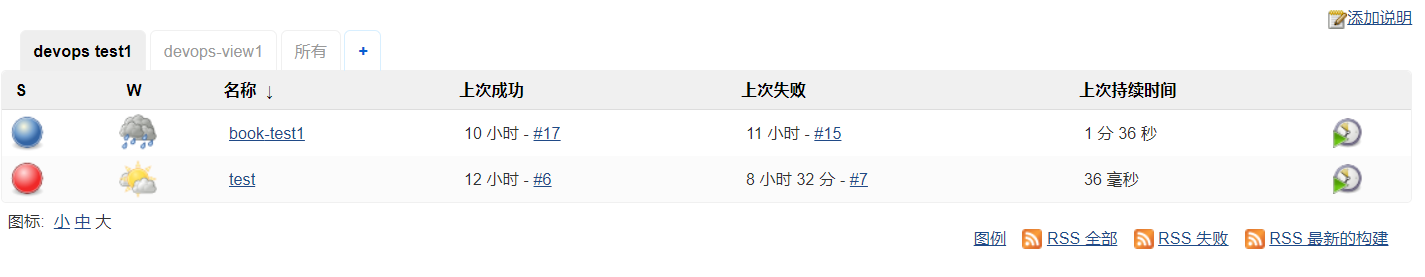 添加说明
devops test1 devops-view1 所有 +
S W 名称 ↓ 上次成功 上次失败 上次持续时间
book-test1 10 小时 - #17 11 小时 - #15 1 分 36 秒
test 12 小时 - #6 8 小时 32 分 - #7 36 毫秒
图标: 小 中 大
图例 RSS 全部 RSS 失败 RSS 最新的构建